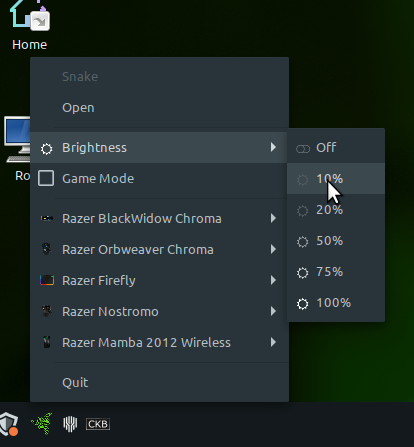 Home
Snake
Open
Brightness
Off
Ro
Game Mode
10%
20%
Razer BlackWidow Chroma
Razer Orbweaver Chroma
50%
Razer Firefly
75%
Razer Nostromo
100%
Razer Mamba 2012 Wireless
Quit
CKB